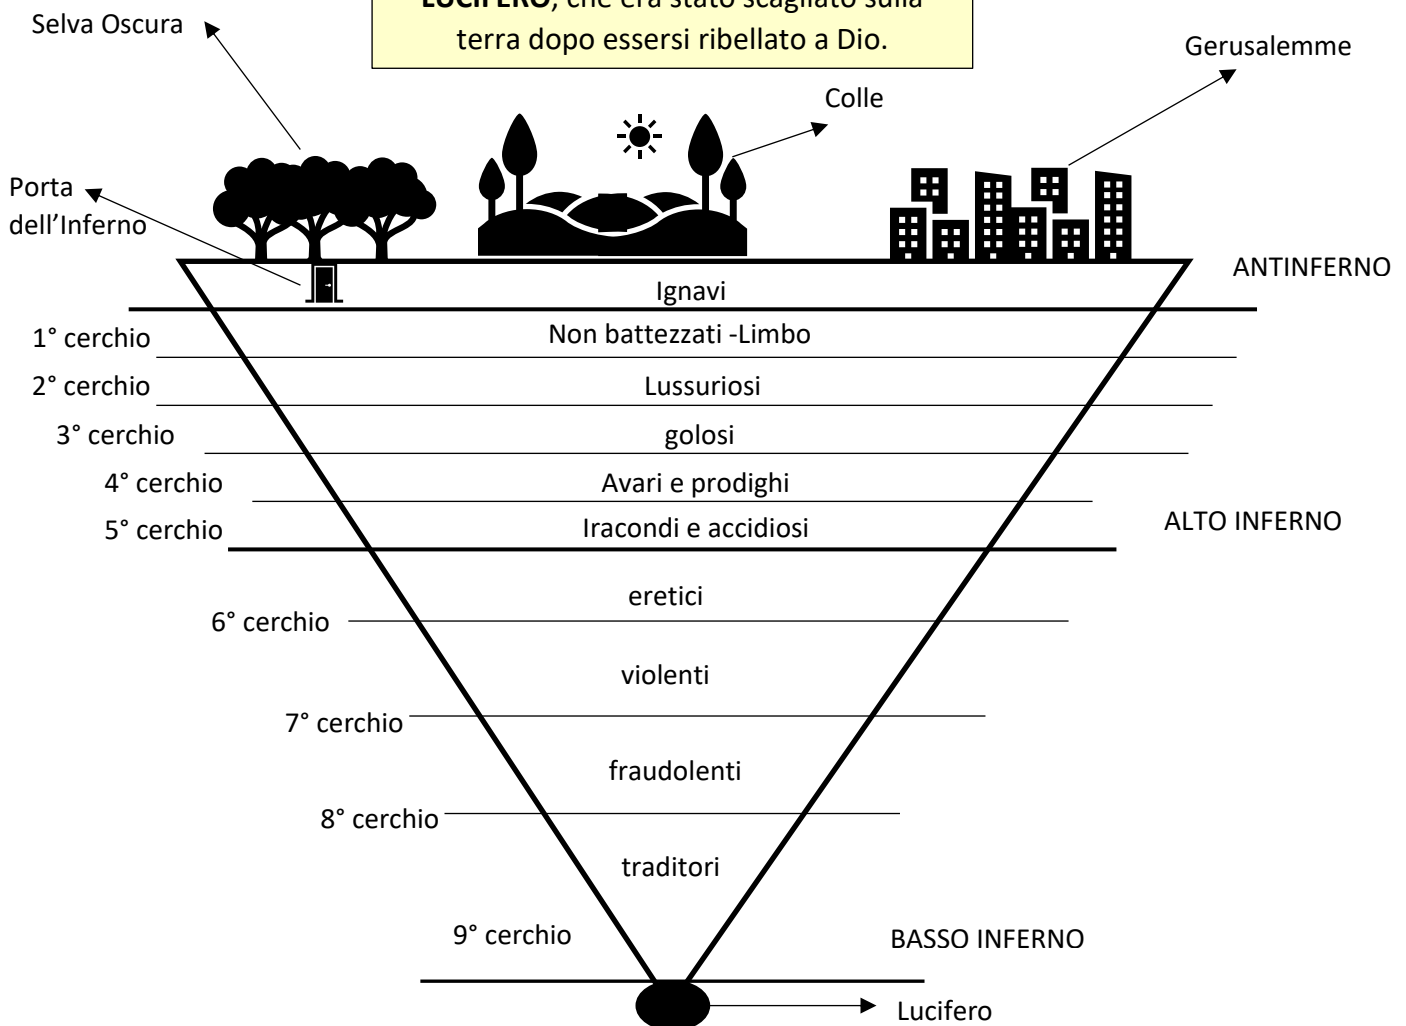 LUCIFERO, che era stato scagliato sulla
terra dopo essersi ribellato a Dio.
Selva Oscura
Gerusalemme
Colle
Porta
dell’Inferno
ANTINFERNO
Ignavi
1° cerchio
Non battezzati -Limbo
2° cerchio
Lussuriosi
3° cerchio
golosi
4° cerchio
Avari e prodighi
5° cerchio
Iracondi e accidiosi
ALTO INFERNO
eretici
6° cerchio
violenti
7° cerchio
fraudolenti
8° cerchio
traditori
9° cerchio
BASSO INFERNO
Lucifero